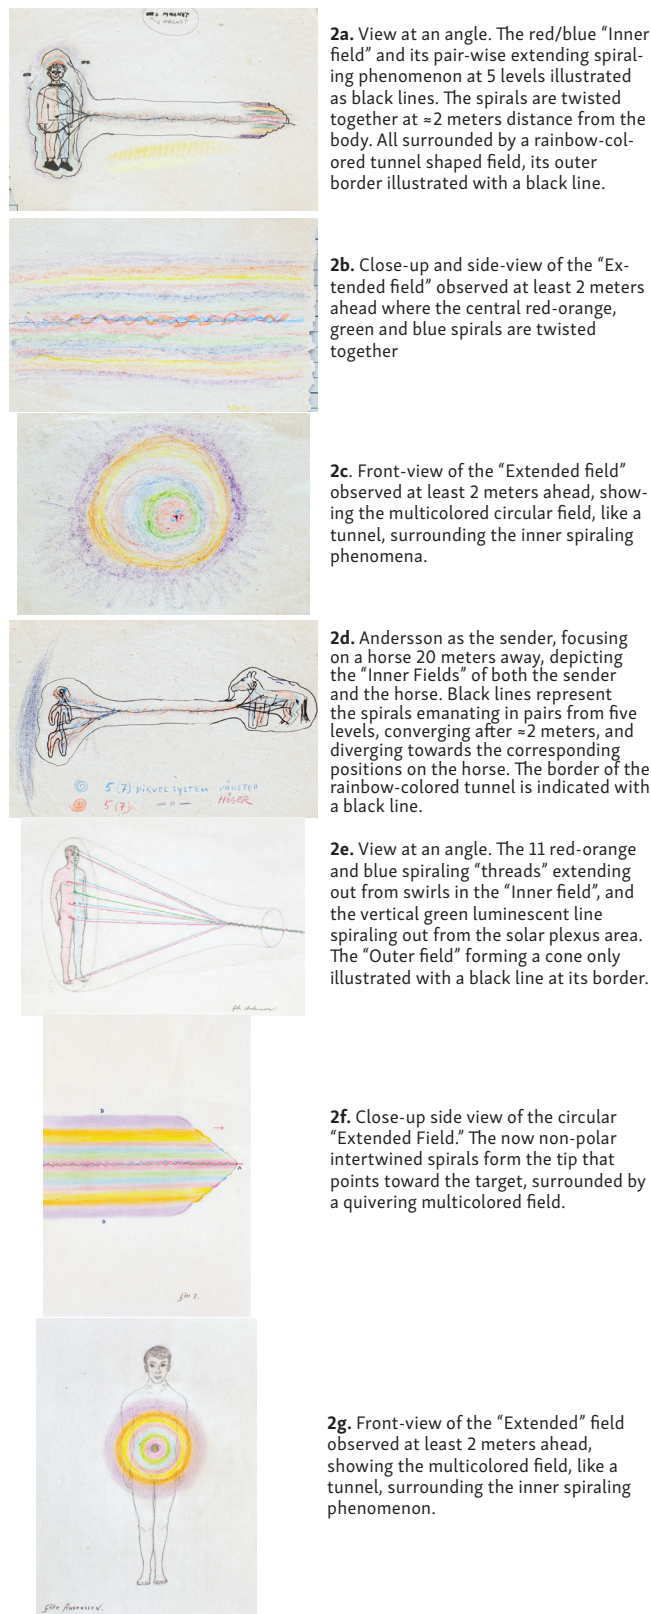 = MAGNET
MAGNET
2a. View at an angle. The red/blue “Inner
field” and its pair-wise extending spiral-
ing phenomenon at 5 levels illustrated
as black lines. The spirals are twisted
together at ≈2 meters distance from the
body. All surrounded by a rainbow-col-
ored tunnel shaped field, its outer
border illustrated with a black line.
2b. Close-up and side-view of the “Ex-
tended field” observed at least 2 meters
ahead where the central red-orange,
green and blue spirals are twisted
together
2c. Front-view of the “Extended field”
observed at least 2 meters ahead, show-
ing the multicolored circular field, like a
tunnel, surrounding the inner spiraling
phenomena.
2d. Andersson as the sender, focusing
on a horse 20 meters away, depicting
the “Inner Fields” of both the sender
and the horse. Black lines represent
the spirals emanating in pairs from five
levels, converging after ≈2 meters, and
diverging towards the corresponding
positions on the horse. The border of the
rainbow-colored tunnel is indicated with
a black line.
5 (7) VIRVELSYSTEM VÄNSTER
5 (7) — " — HÖGER
2e. View at an angle. The 11 red-orange
and blue spiraling “threads” extending
out from swirls in the “Inner field”, and
the vertical green luminescent line
spiraling out from the solar plexus area.
The “Outer field” forming a cone only
illustrated with a black line at its border.
B
A
B
2f. Close-up side view of the circular
“Extended Field.” The now non-polar
intertwined spirals form the tip that
points toward the target, surrounded by
a quivering multicolored field.
Göte A.
2g. Front-view of the “Extended” field
observed at least 2 meters ahead,
showing the multicolored field, like a
tunnel, surrounding the inner spiraling
phenomenon.
Göte Andersson.